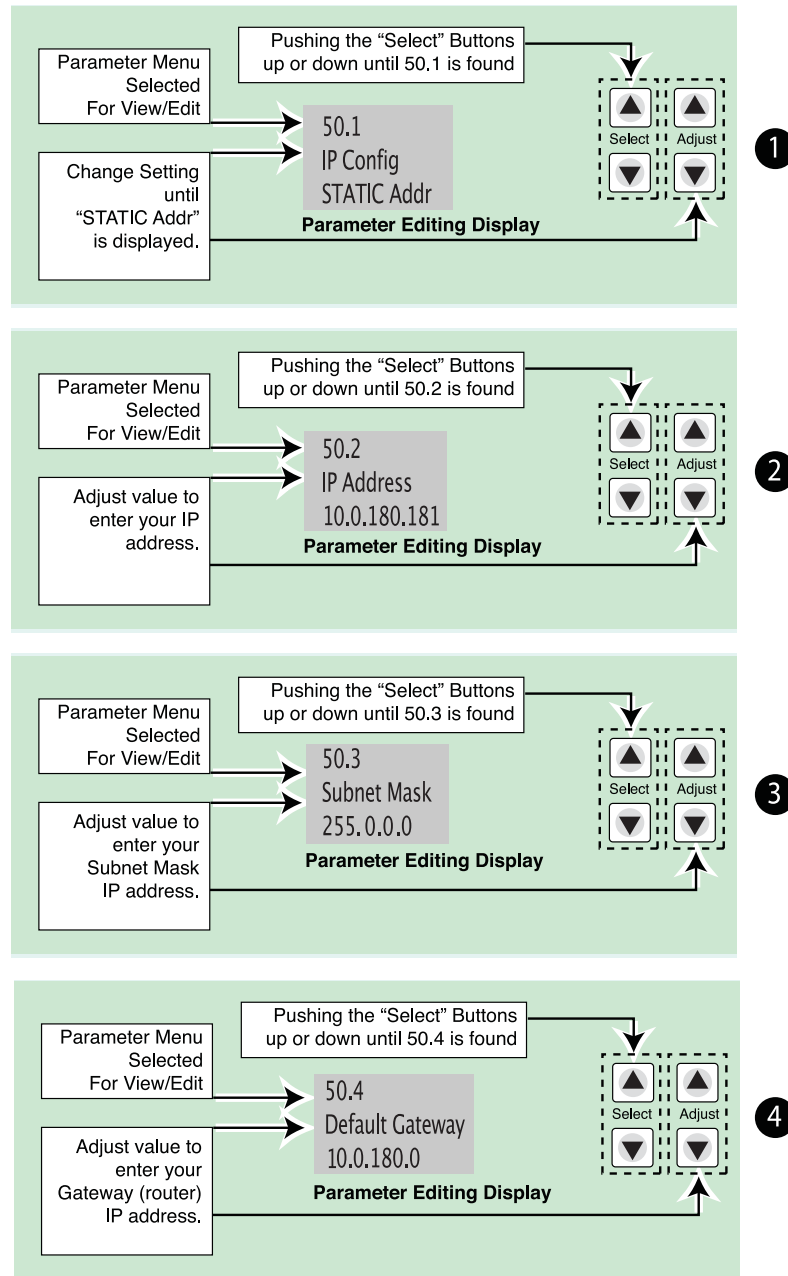 Pushing the “Select” Buttons
up or down until 50.1 is found
Parameter Menu
Selected
For View/Edit
50.1
IP Config
STATIC Addr
Parameter Editing Display
Change Setting
until
“STATIC Addr”
is displayed.
Select
Adjust
1
Pushing the “Select” Buttons
up or down until 50.2 is found
Parameter Menu
Selected
For View/Edit
50.2
IP Address
10.0.180.181
Parameter Editing Display
Adjust value to
enter your IP
address.
Select
Adjust
2
Pushing the “Select” Buttons
up or down until 50.3 is found
Parameter Menu
Selected
For View/Edit
50.3
Subnet Mask
255.0.0.0
Parameter Editing Display
Adjust value to
enter your
Subnet Mask
IP address.
Select
Adjust
3
Pushing the “Select” Buttons
up or down until 50.4 is found
Parameter Menu
Selected
For View/Edit
50.4
Default Gateway
10.0.180.0
Parameter Editing Display
Adjust value to
enter your
Gateway (router)
IP address.
Select
Adjust
4